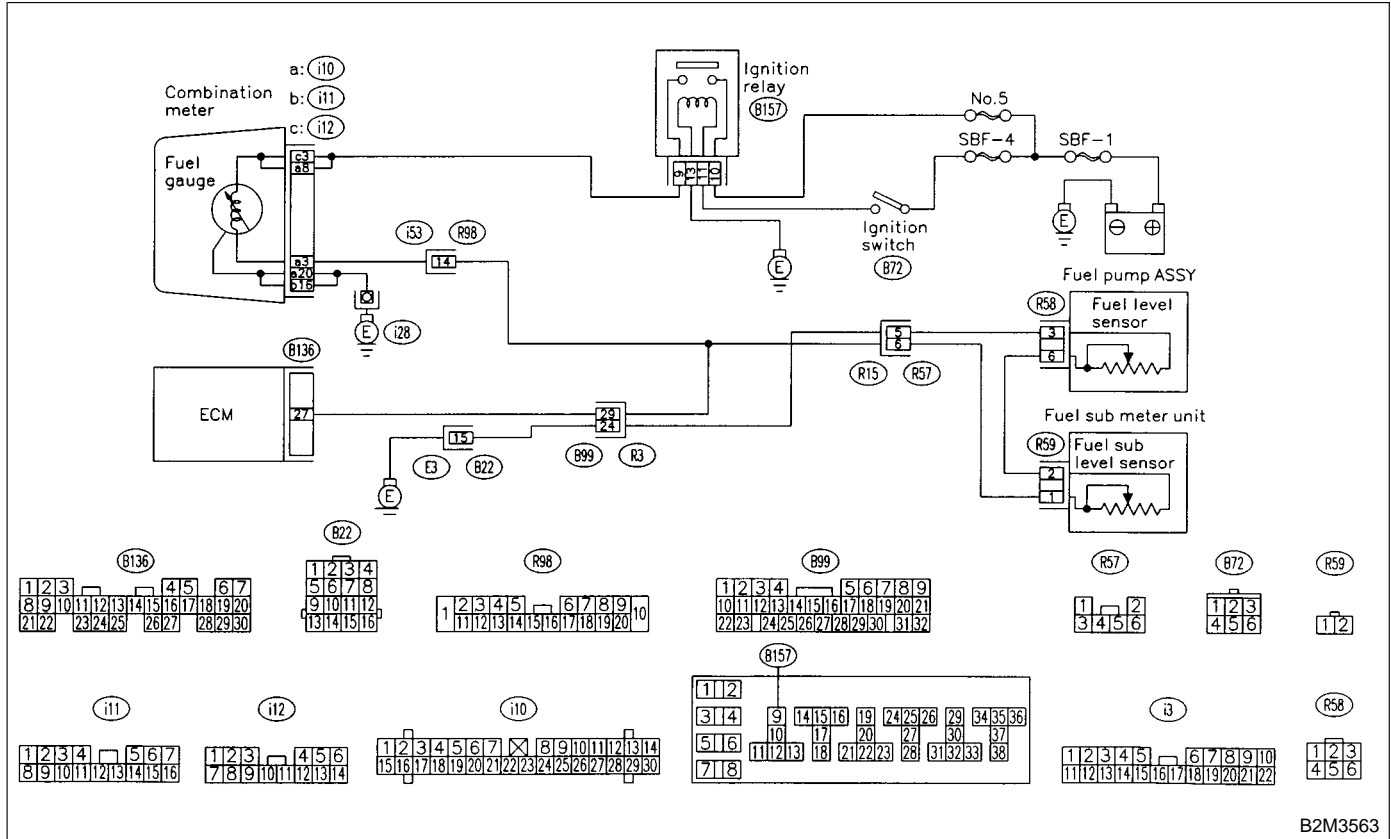 a: i10
b: i11
c: i12
Combination
meter
Fuel
gauge
c3
a8
a3
a20
b16
i53 R98
14
E i28
Ignition
relay
B157
9 13 11 10
E
No.5
SBF-4 SBF-1
Ignition
switch
B72
E
⊖ ⊕
Fuel pump ASSY
R58
Fuel level
sensor
3
6
5
6
R15 R57
Fuel sub meter unit
R59
Fuel sub
level sensor
2
1
B136
ECM
27
29
24
B99 R3
15
E3 B22
E
B136
1 2 3 4 5 6 7
8 9 10 11 12 13 14 15 16 17 18 19 20
21 22 23 24 25 26 27 28 29 30
B22
1 2 3 4
5 6 7 8
9 10 11 12
13 14 15 16
R98
1 2 3 4 5 6 7 8 9 10
11 12 13 14 15 16 17 18 19 20
B99
1 2 3 4 5 6 7 8 9
10 11 12 13 14 15 16 17 18 19 20 21
22 23 24 25 26 27 28 29 30 31 32
R57
1 2
3 4 5 6
B72
1 2 3
4 5 6
R59
1 2
i11
1 2 3 4 5 6 7
8 9 10 11 12 13 14 15 16
i12
1 2 3 4 5 6
7 8 9 10 11 12 13 14
i10
1 2 3 4 5 6 7 8 9 10 11 12 13 14
15 16 17 18 19 20 21 22 23 24 25 26 27 28 29 30
B157
1 2
3 4 9 14 15 16 19 24 25 26 29 34 35 36
10 17 20 27 30 37
5 6 11 12 13 18 21 22 23 28 31 32 33 38
7 8
i3
1 2 3 4 5 6 7 8 9 10
11 12 13 14 15 16 17 18 19 20 21 22
R58
1 2 3
4 5 6
B2M3563